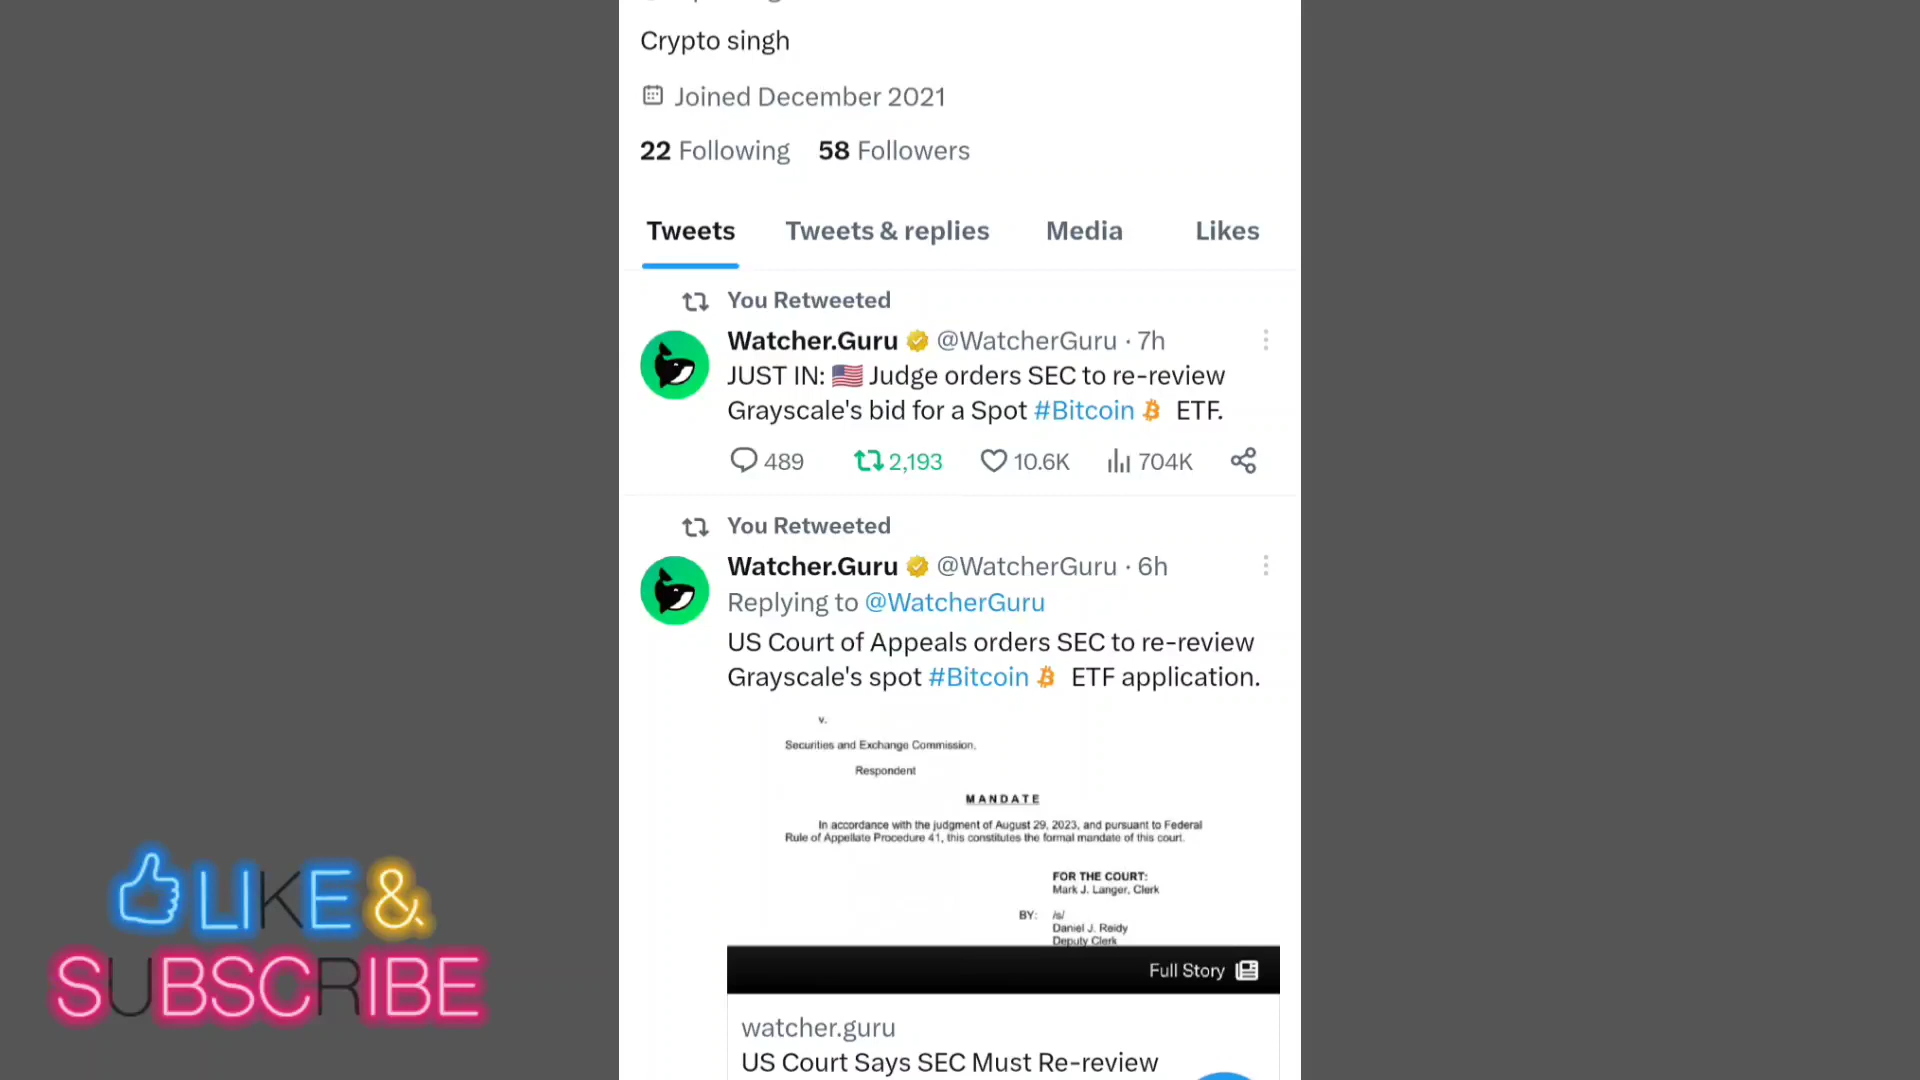 Crypto singh
Joined December 2021
22 Following 58 Followers
Tweets Tweets & replies Media Likes
You Retweeted
Watcher.Guru @WatcherGuru · 7h
JUST IN: 🇺🇸 Judge orders SEC to re-review
Grayscale's bid for a Spot #Bitcoin ETF.
489 2,193 10.6K 704K
You Retweeted
Watcher.Guru @WatcherGuru · 6h
Replying to @WatcherGuru
US Court of Appeals orders SEC to re-review
Grayscale's spot #Bitcoin ETF application.
v.
Securities and Exchange Commission,
Respondent
MANDATE
In accordance with the judgment of August 29, 2023, and pursuant to Federal
Rule of Appellate Procedure 41, this constitutes the formal mandate of this court.
FOR THE COURT:
Mark J. Langer, Clerk
BY: /s/
Daniel J. Reidy
Deputy Clerk
Full Story
watcher.guru
US Court Says SEC Must Re-review
LIKE &
SUBSCRIBE